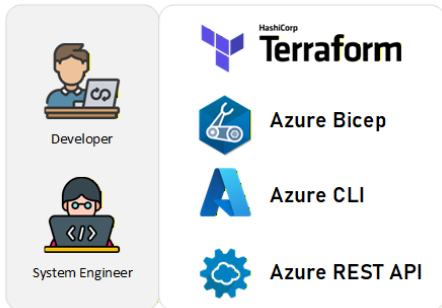 HashiCorp
Terraform
Developer
Azure Bicep
Azure CLI
</>
System Engineer
Azure REST API